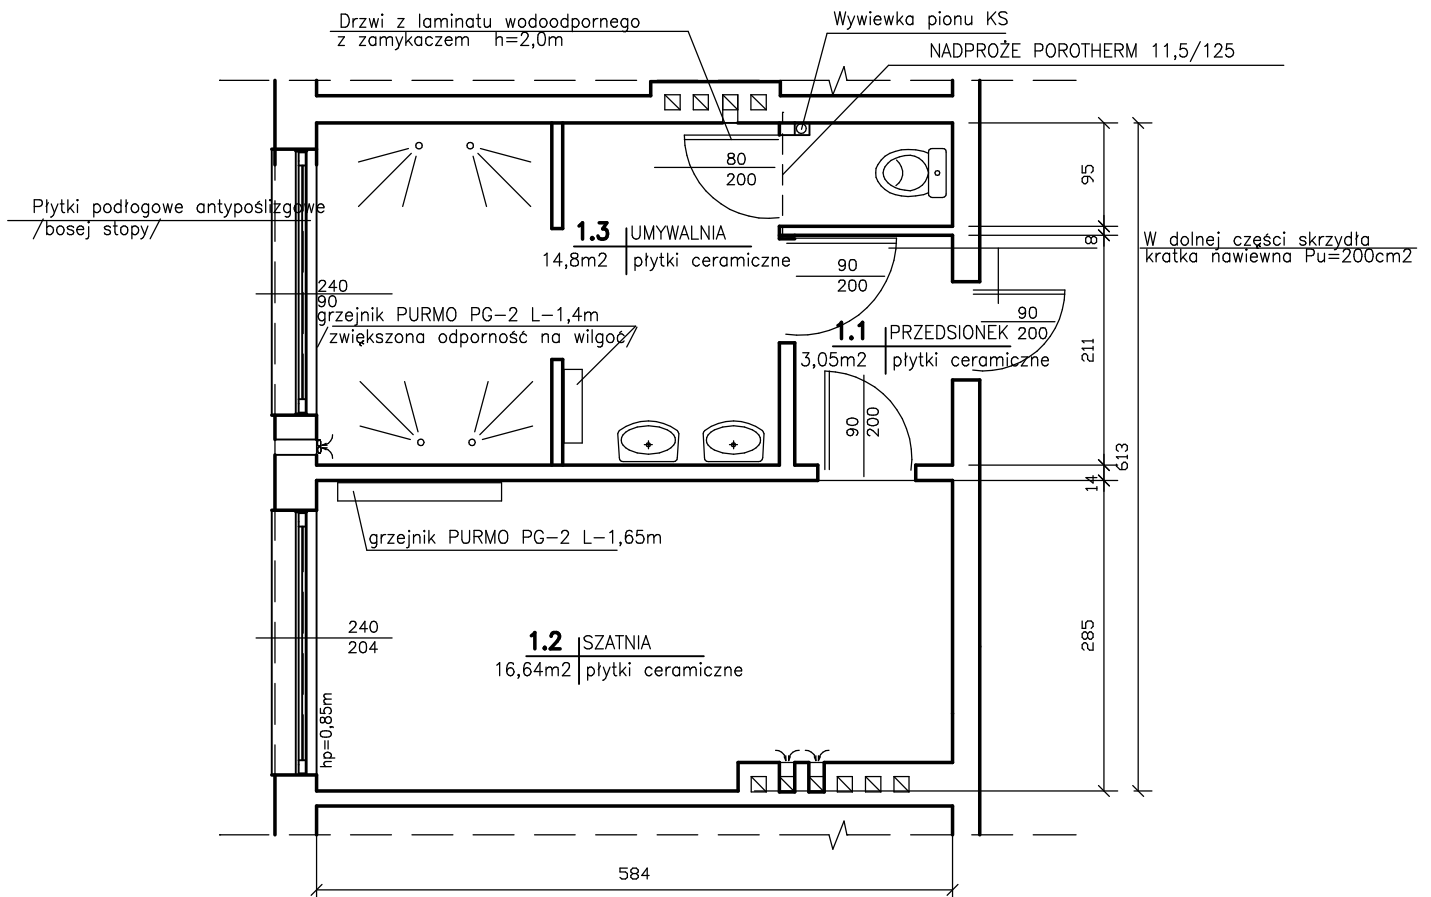 Drzwi z laminatu wodoodpornego
z zamykaczem h=2,0m
Wywiewka pionu KS
NADPROŻE POROTHERM 11,5/125
80
200
95
Płytki podłogowe antypoślizgowe
/bosej stopy/
1.3 UMYWALNIA
14,8m2 płytki ceramiczne
8
W dolnej części skrzydła
kratka nawiewna Pu=200cm2
90
200
240
90
grzejnik PURMO PG-2 L-1,4m
/zwiększona odporność na wilgoć/
90
200
1.1 PRZEDSIONEK
3,05m2 płytki ceramiczne
211
90
200
613
14
grzejnik PURMO PG-2 L-1,65m
240
204
1.2 SZATNIA
16,64m2 płytki ceramiczne
285
hp=0,85m
584